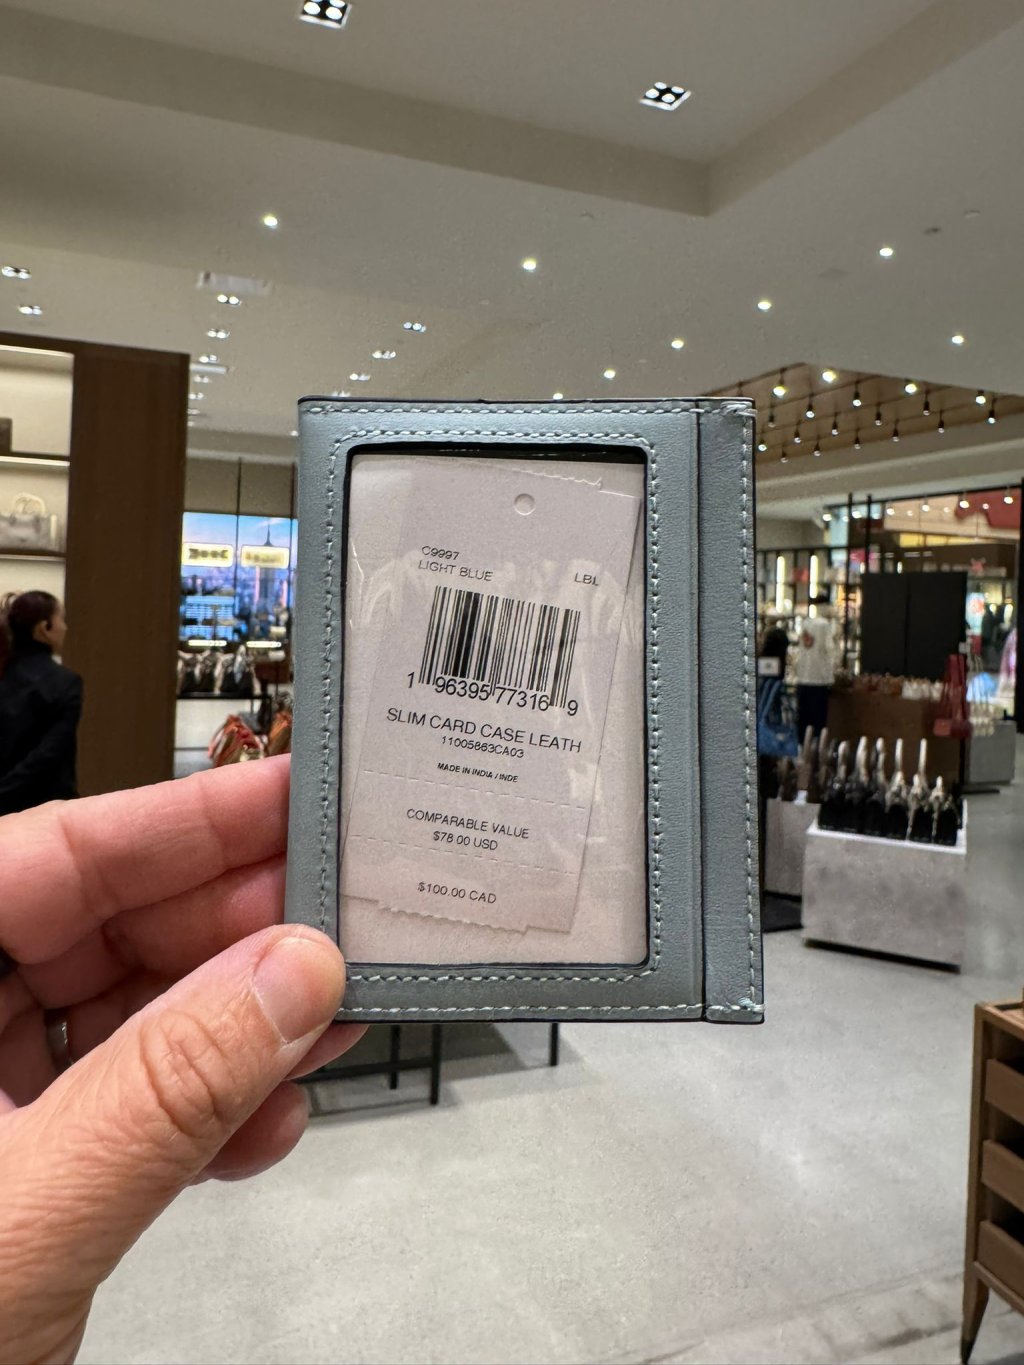 C9997
LIGHT BLUE LBL
1 96395 77316 9
SLIM CARD CASE LEATH
11005863CA03
MADE IN INDIA / INDE
COMPARABLE VALUE
$78.00 USD
$100.00 CAD